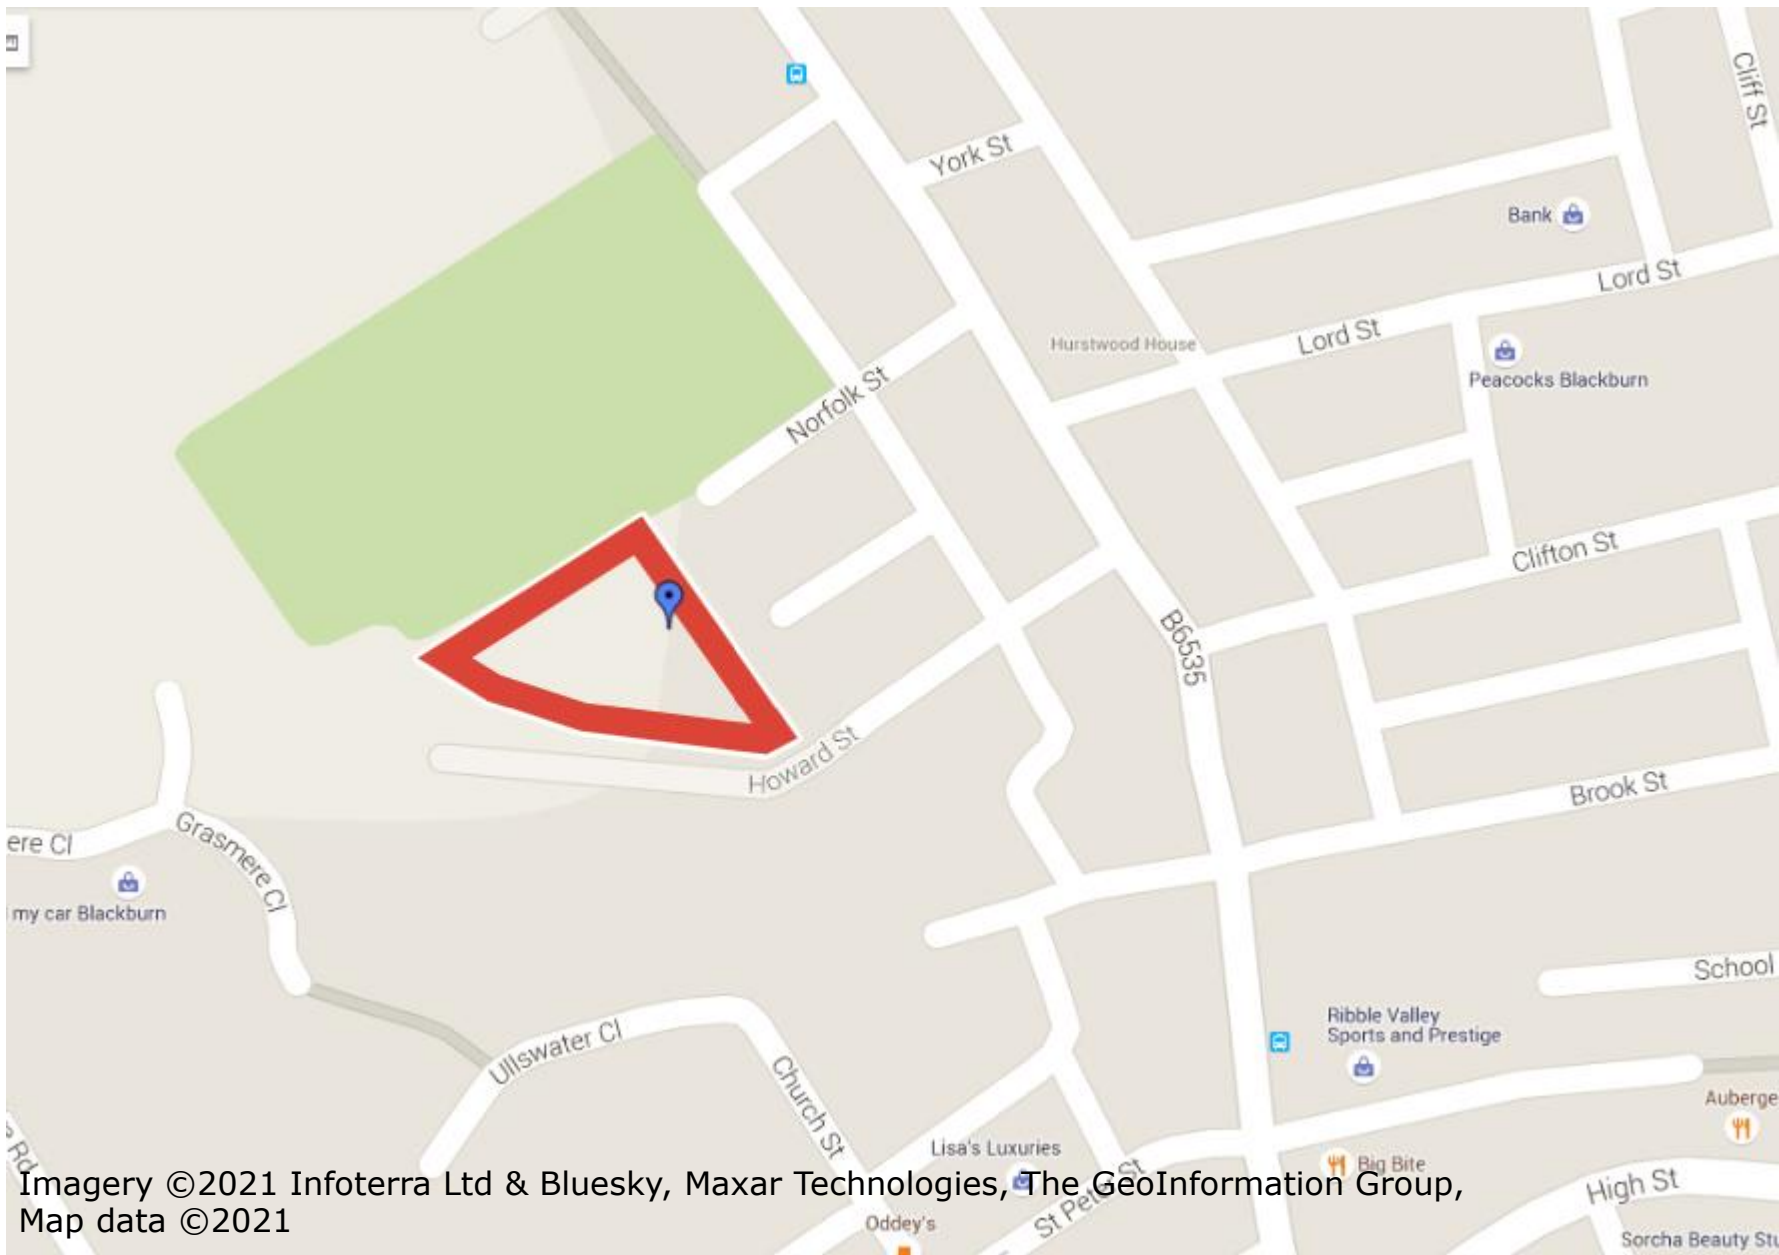 Cliff St
York St
Bank
Lord St
Lord St
Hurstwood House
Peacocks Blackburn
Norfolk St
Clifton St
B6535
Howard St
Brook St
ere Cl
Grasmere Cl
my car Blackburn
School
Ribble Valley
Sports and Prestige
Ullswater Cl
Church St
Auberge
Lisa's Luxuries
Big Bite
Rd
Imagery ©2021 Infoterra Ltd & Bluesky, Maxar Technologies, The GeoInformation Group,
Map data ©2021
St Peter St
High St
Oddey's
Sorcha Beauty Stu